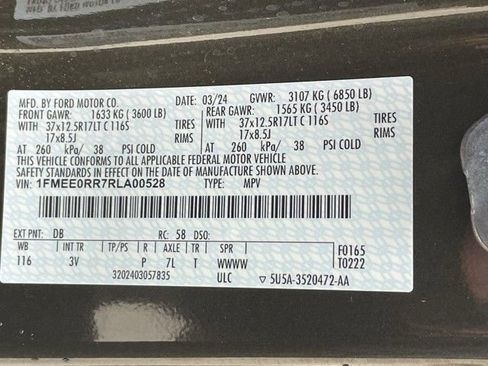 MFD. BY FORD MOTOR CO. DATE: 03/24 GVWR: 3107 KG ( 6850 LB)
FRONT GAWR: 1633 KG ( 3600 LB) REAR GAWR: 1565 KG ( 3450 LB)
WITH 37x12.5R17LT C 116S TIRES WITH 37x12.5R17LT C 116S TIRES
17x8.5J RIMS 17x8.5J RIMS
AT 260 kPa/ 38 PSI COLD AT 260 kPa/ 38 PSI COLD
THIS VEHICLE CONFORMS TO ALL APPLICABLE FEDERAL MOTOR VEHICLE
SAFETY STANDARDS IN EFFECT ON THE DATE OF MANUFACTURE SHOWN ABOVE.
VIN: 1FMEE0RR7RLA00528 TYPE: MPV
EXT PNT: DB RC: 58 DSO:
WB INT TR TP/PS R AXLE TR SPR F0165
116 3V P 7L T WWWW T0222
3202403057835 ULC 5U5A-3520472-AA